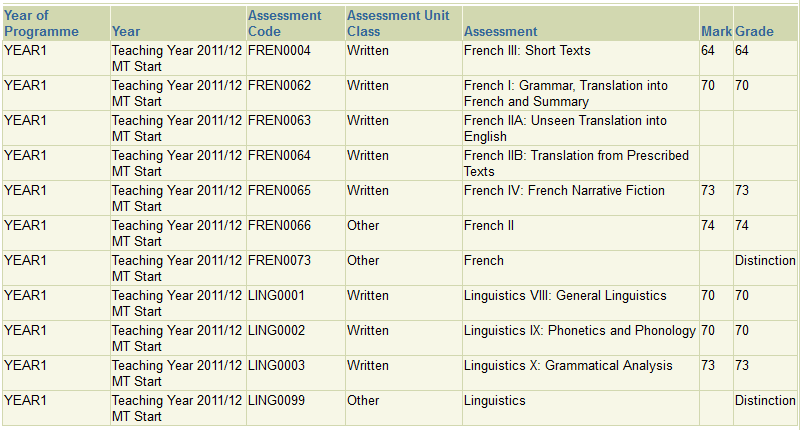 Year of Programme Year Assessment Code Assessment Unit Class Assessment Mark Grade
YEAR1 Teaching Year 2011/12 MT Start FREN0004 Written French III: Short Texts 64 64
YEAR1 Teaching Year 2011/12 MT Start FREN0062 Written French I: Grammar, Translation into French and Summary 70 70
YEAR1 Teaching Year 2011/12 MT Start FREN0063 Written French IIA: Unseen Translation into English
YEAR1 Teaching Year 2011/12 MT Start FREN0064 Written French IIB: Translation from Prescribed Texts
YEAR1 Teaching Year 2011/12 MT Start FREN0065 Written French IV: French Narrative Fiction 73 73
YEAR1 Teaching Year 2011/12 MT Start FREN0066 Other French II 74 74
YEAR1 Teaching Year 2011/12 MT Start FREN0073 Other French Distinction
YEAR1 Teaching Year 2011/12 MT Start LING0001 Written Linguistics VIII: General Linguistics 70 70
YEAR1 Teaching Year 2011/12 MT Start LING0002 Written Linguistics IX: Phonetics and Phonology 70 70
YEAR1 Teaching Year 2011/12 MT Start LING0003 Written Linguistics X: Grammatical Analysis 73 73
YEAR1 Teaching Year 2011/12 MT Start LING0099 Other Linguistics Distinction